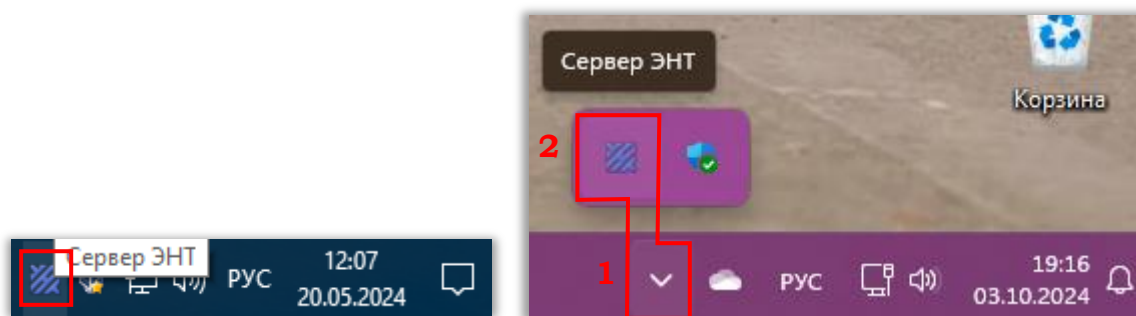 Сервер ЭНТ
РУС
12:07
20.05.2024
Сервер ЭНТ
Корзина
2
1
РУС
19:16
03.10.2024